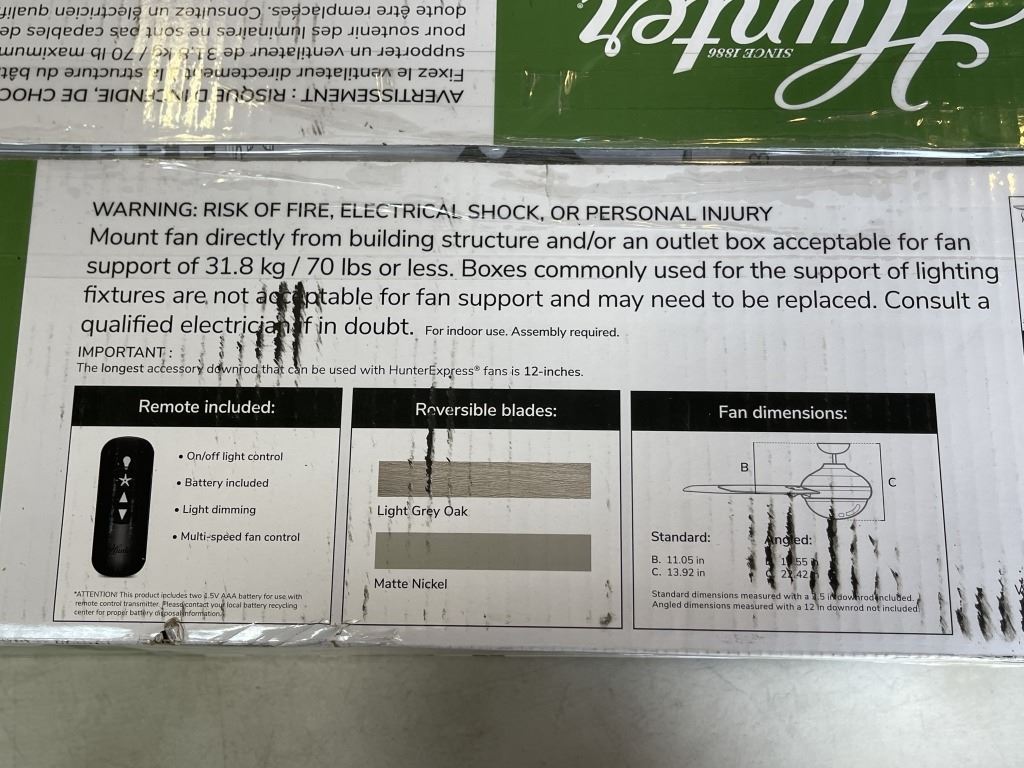 Hunter®
SINCE 1886
AVERTISSEMENT : RISQUE D'INCENDIE, DE CHOC
Fixez le ventilateur directement à la structure du bât
supporter un ventilateur de 31.8 kg / 70 lb maximum
pour soutenir des luminaires ne sont pas capables de
doute être remplacées. Consultez un électricien qualifi
WARNING: RISK OF FIRE, ELECTRICAL SHOCK, OR PERSONAL INJURY
Mount fan directly from building structure and/or an outlet box acceptable for fan
support of 31.8 kg / 70 lbs or less. Boxes commonly used for the support of lighting
fixtures are not acceptable for fan support and may need to be replaced. Consult a
qualified electrician if in doubt. For indoor use. Assembly required.
IMPORTANT :
The longest accessory downrod that can be used with HunterExpress® fans is 12-inches.
Remote included:
• On/off light control
• Battery included
• Light dimming
• Multi-speed fan control
Hunter
*ATTENTION! This product includes two 1.5V AAA battery for use with
remote control transmitter. Please contact your local battery recycling
center for proper battery disposal information.
Reversible blades:
Light Grey Oak
Matte Nickel
Fan dimensions:
B
C
Standard:
B. 11.05 in
C. 13.92 in
Angled:
55
C. 22.42
Standard dimensions measured with a 2.5 in downrod included.
Angled dimensions measured with a 12 in downrod not included.